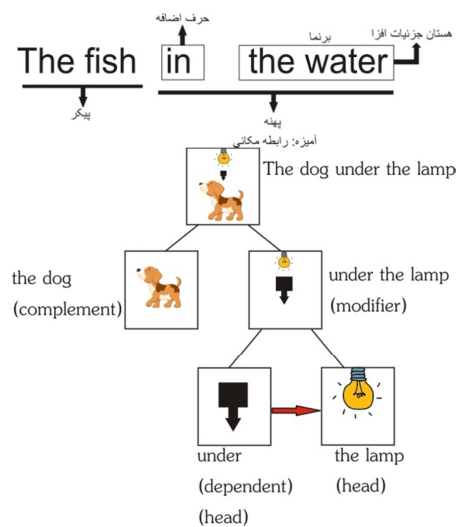 حرف اضافه
هستان جزئیات افزا
برنما
The fish in the water
پیکر
پهنه
آمیزه: رابطه مکانی
The dog under the lamp
the dog
(complement)
under the lamp
(modifier)
under
(dependent)
(head)
the lamp
(head)